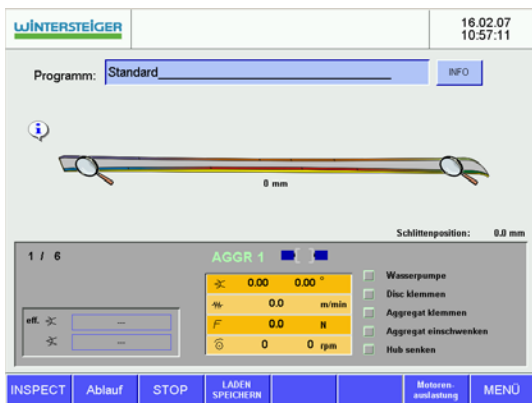 WINTERSTEIGER
16.02.07
10:57:11
Programm: Standard INFO
0 mm
Schlittenposition: 0.0 mm
1 / 6
AGGR 1
0.00 0.00 °
0.0 m/min
F 0.0 N
0 0 rpm
Wasserpumpe
Disc klemmen
Aggregat klemmen
Aggregat einschwenken
Hub senken
eff. ---
---
INSPECT
Ablauf
STOP
LADEN
SPEICHERN
Motoren-
auslastung
MENÜ